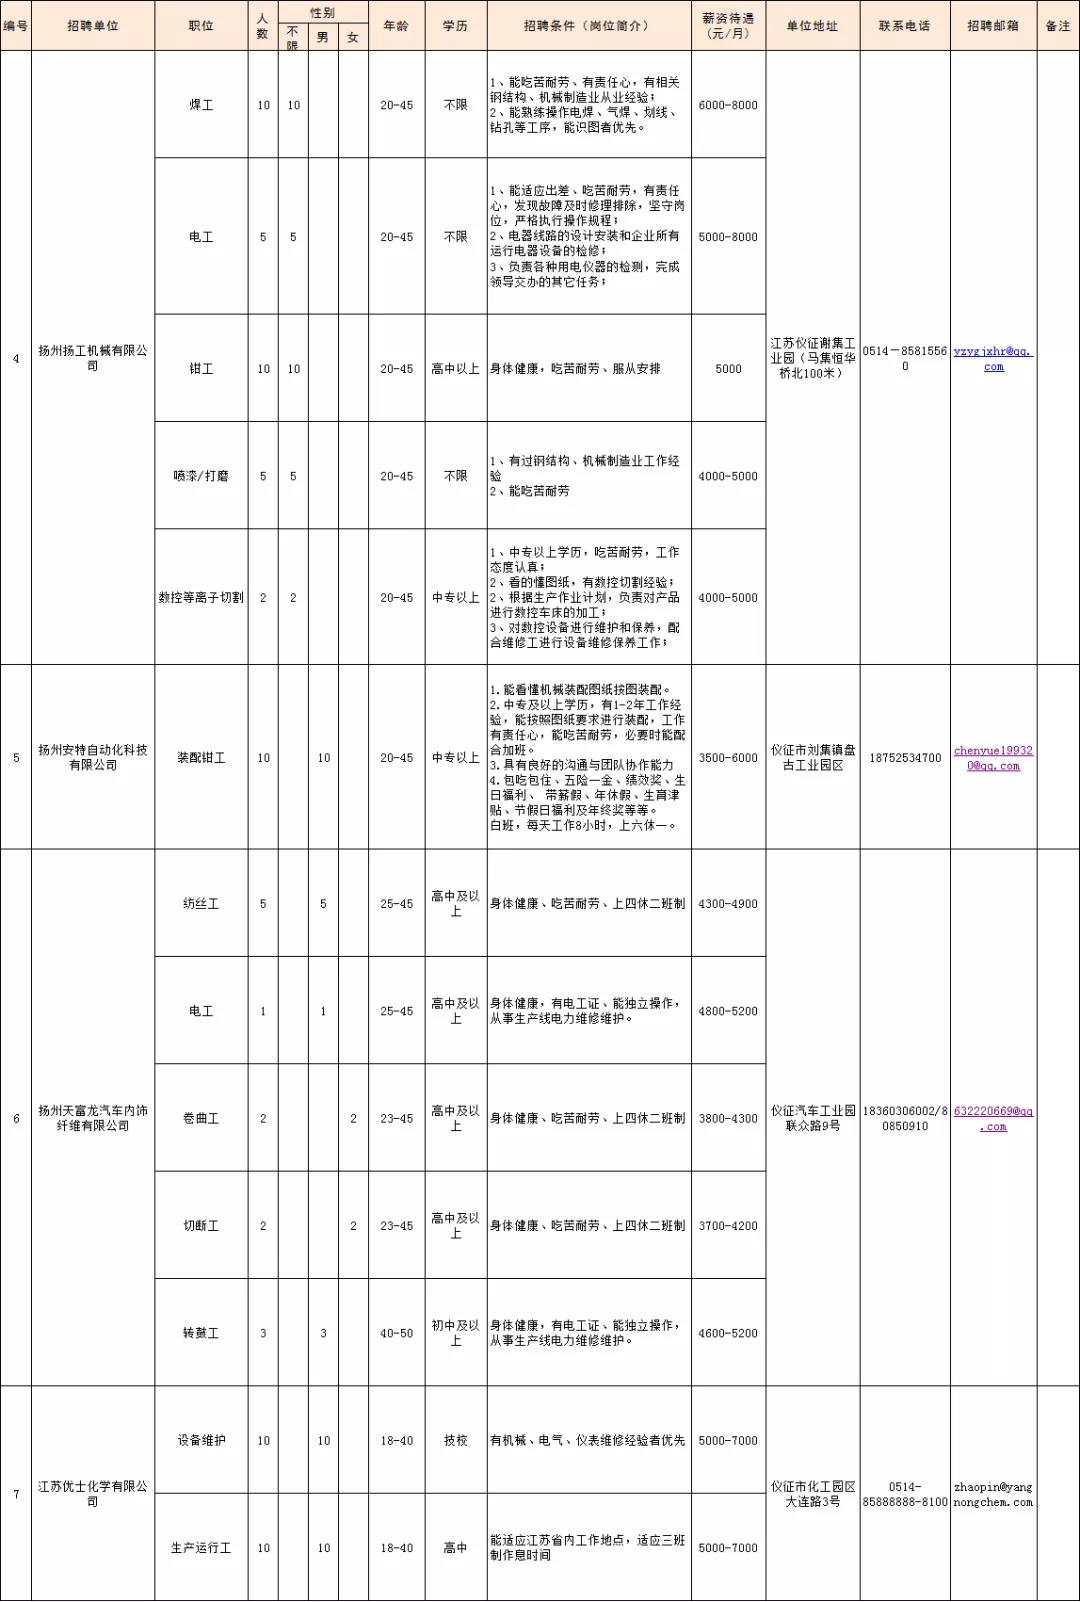 编号 招聘单位 职位 人数 性别 不限 男 女 年龄 学历 招聘条件（岗位简介） 薪资待遇（元/月） 单位地址 联系电话 招聘邮箱 备注
4
扬州扬工机械有限公
司
焊工 10 10 20-45 不限
1、能吃苦耐劳、有责任心，有相关
钢结构、机械制造业从业经验；
2、能熟练操作电焊、气焊、划线、
钻孔等工序，能识图者优先。
6000-8000
电工 5 5 20-45 不限
1、能适应出差、吃苦耐劳，有责任
心，发现故障及时修理排除，坚守岗
位，严格执行操作规程；
2、电器线路的设计安装和企业所有
运行电器设备的检修；
3、负责各种用电仪器的检测，完成
领导交办的其它任务；
5000-8000
钳工 10 10 20-45 高中以上 身体健康，吃苦耐劳、服从安排 5000
江苏仪征谢集工
业园（马集恒华
桥北100米）
0514－8581556
0
yzygjxhr@qq.
com
喷漆/打磨 5 5 20-45 不限
1、有过钢结构、机械制造业工作经
验
2、能吃苦耐劳
4000-5000
数控等离子切割 2 2 20-45 中专以上
1、中专以上学历，吃苦耐劳，工作
态度认真；
2、看的懂图纸，有数控切割经验；
2、根据生产作业计划，负责对产品
进行数控车床的加工；
3、对数控设备进行维护和保养，配
合维修工进行设备维修保养工作；
4000-5000
5
扬州安特自动化科技
有限公司
装配钳工 10 10 20-45 中专以上
1.能看懂机械装配图纸按图装配。
2.中专及以上学历，有1-2年工作经
验，能按照图纸要求进行装配，工作
有责任心，能吃苦耐劳，必要时能配
合加班。
3.具有良好的沟通与团队协作能力
4.包吃包住、五险一金、绩效奖、生
日福利、 带薪假、年休假、生育津
贴、节假日福利及年终奖等等。
白班，每天工作8小时，上六休一。
3500-6000
仪征市刘集镇盘
古工业园区
18752534700
chenyue19932
0@qq.com
6
扬州天富龙汽车内饰
纤维有限公司
纺丝工 5 5 25-45
高中及以
上
身体健康、吃苦耐劳、上四休二班制
4300-4900
电工 1 1 25-45
高中及以
上
身体健康，有电工证、能独立操作，
从事生产线电力维修维护。
4800-5200
卷曲工 2 2 23-45
高中及以
上
身体健康、吃苦耐劳、上四休二班制
3800-4300
仪征汽车工业园
联众路9号
18360306002/8
0850910
632220669@qq
.com
切断工 2 2 23-45
高中及以
上
身体健康、吃苦耐劳、上四休二班制
3700-4200
转鼓工 3 3 40-50
初中及以
上
身体健康，有电工证、能独立操作，
从事生产线电力维修维护。
4600-5200
7
江苏优士化学有限公
司
设备维护 10 10 18-40 技校 有机械、电气、仪表维修经验者优先 5000-7000
仪征市化工园区
大连路3号
0514-
85888888-8100
zhaopin@yang
nongchem.com
生产运行工 10 10 18-40 高中
能适应江苏省内工作地点，适应三班
制作息时间
5000-7000